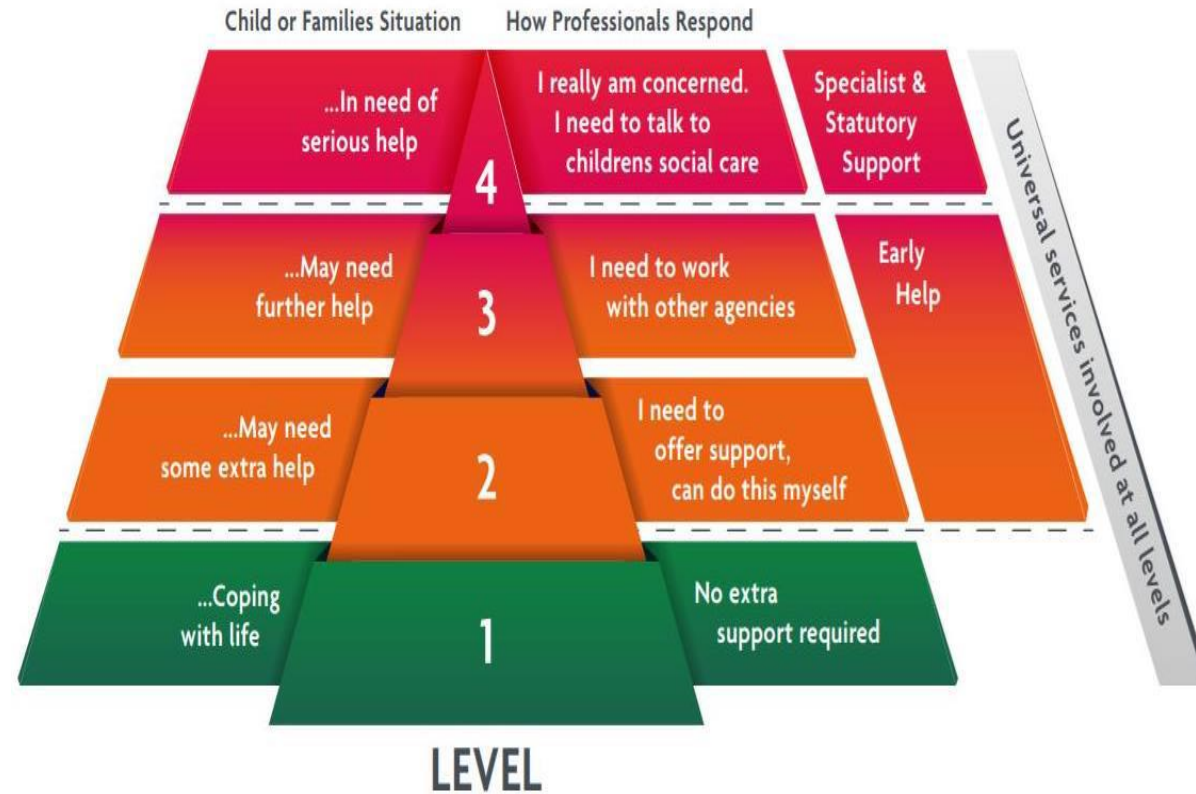 Child or Families Situation
How Professionals Respond
...In need of
serious help
4
I really am concerned.
I need to talk to
childrens social care
Specialist &
Statutory
Support
...May need
further help
3
I need to work
with other agencies
Early
Help
...May need
some extra help
2
I need to
offer support,
can do this myself
...Coping
with life
1
No extra
support required
Universal services involved at all levels
LEVEL